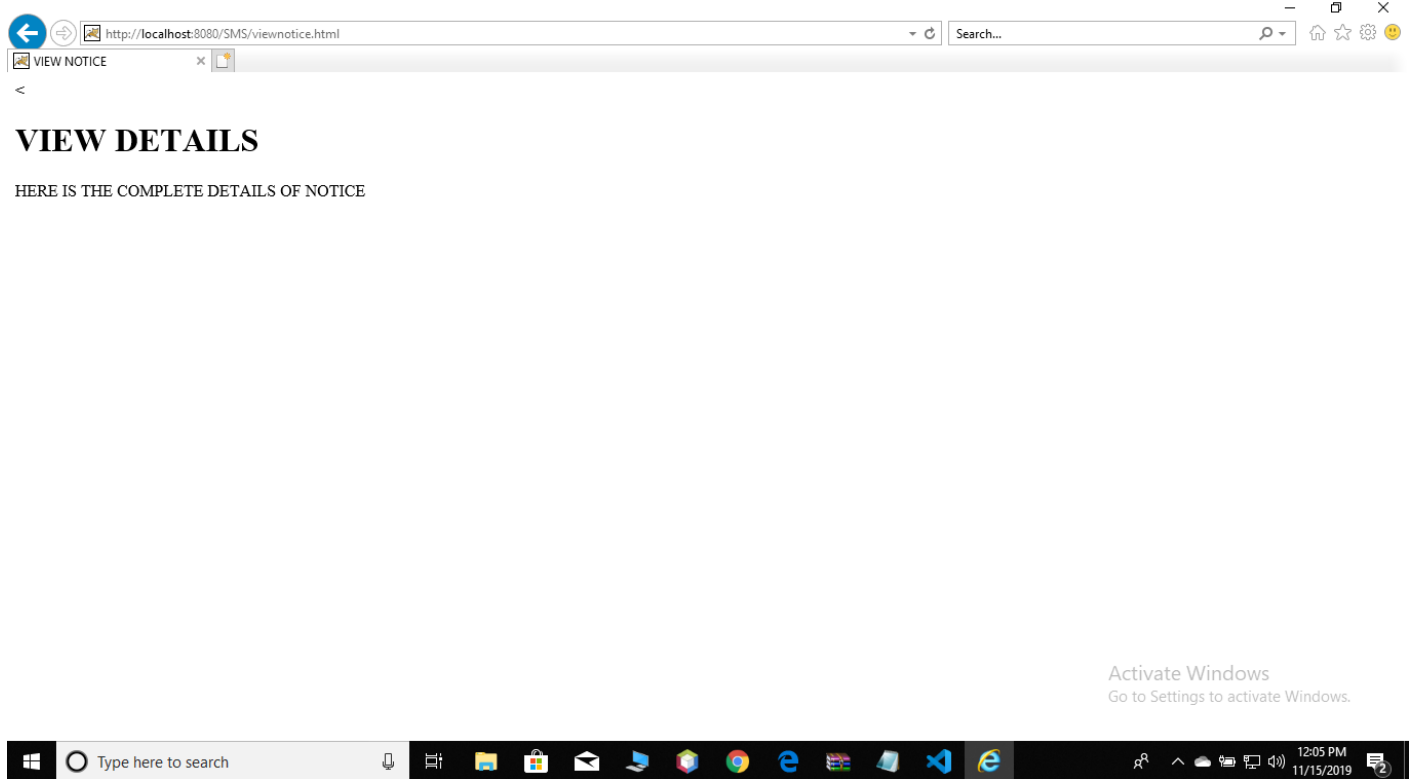 http://localhost:8080/SMS/viewnotice.html
Search...
VIEW NOTICE
<
VIEW DETAILS
HERE IS THE COMPLETE DETAILS OF NOTICE
Activate Windows
Go to Settings to activate Windows.
Type here to search
12:05 PM
11/15/2019
2